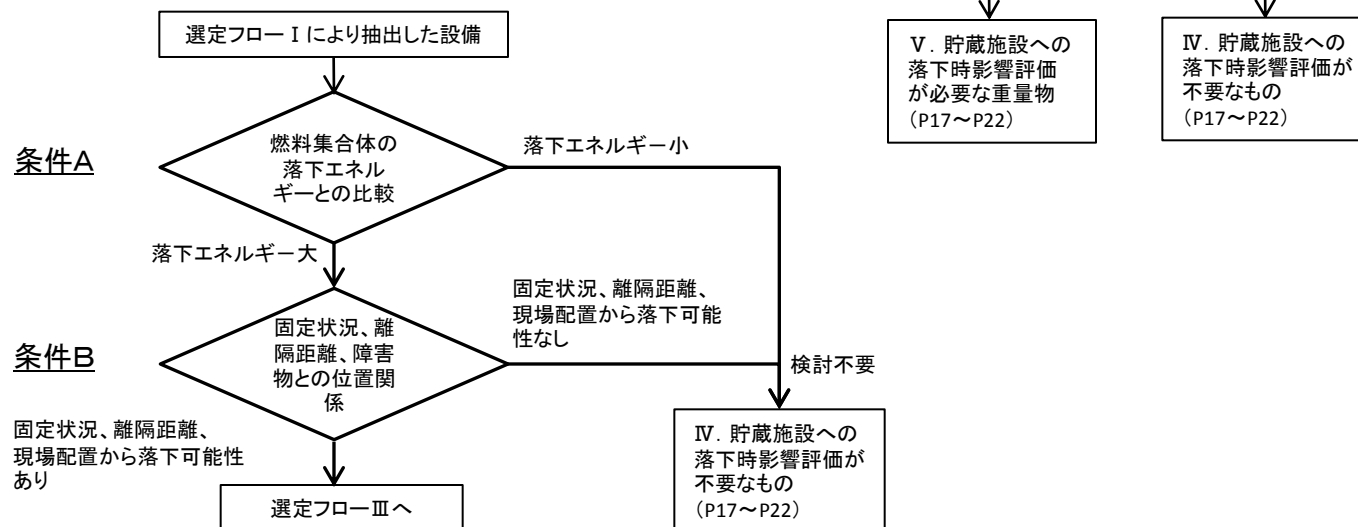 選定フローⅠにより抽出した設備
条件A
燃料集合体の
落下エネル
ギーとの比較
落下エネルギー小
落下エネルギー大
条件B
固定状況、離
隔距離、障害
物との位置関
係
固定状況、離隔距離、
現場配置から落下可能
性なし
検討不要
固定状況、離隔距離、
現場配置から落下可能性
あり
選定フローⅢへ
Ⅳ. 貯蔵施設への
落下時影響評価が
不要なもの
(P17~P22)
Ⅴ. 貯蔵施設への
落下時影響評価
が必要な重量物
(P17~P22)
Ⅳ. 貯蔵施設への
落下時影響評価が
不要なもの
(P17~P22)